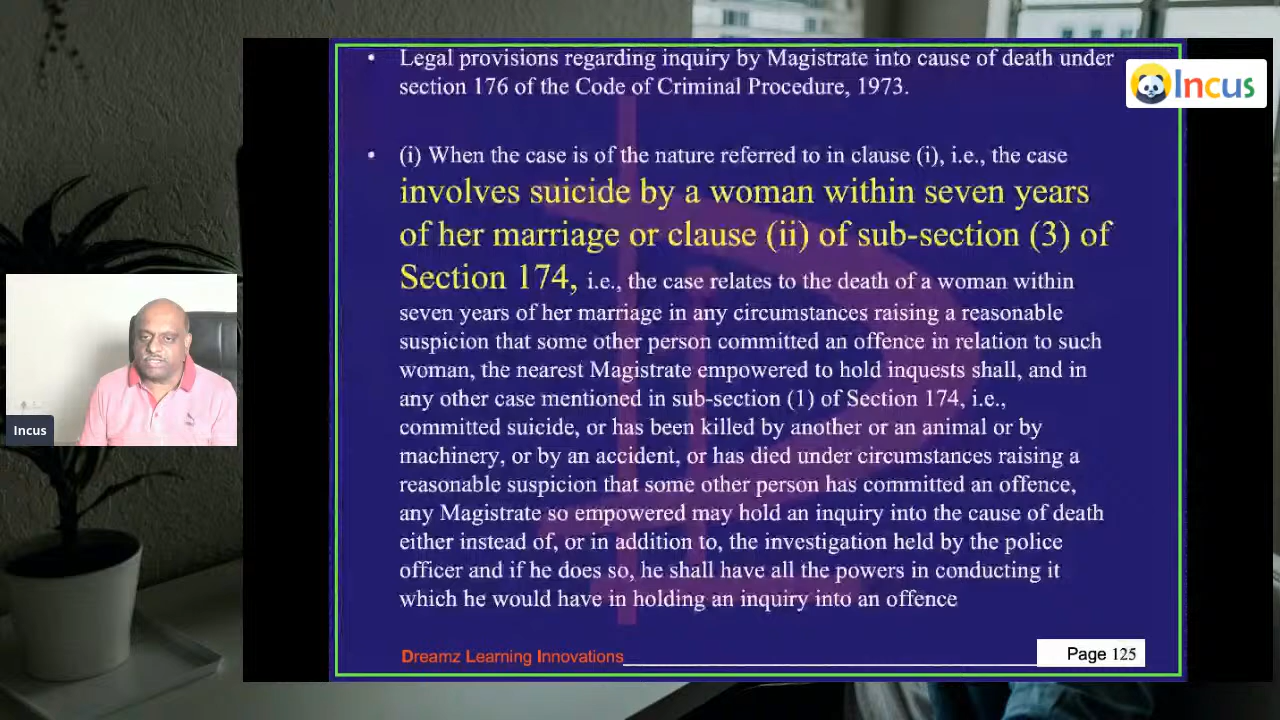 Legal provisions regarding inquiry by Magistrate into cause of death under
section 176 of the Code of Criminal Procedure, 1973.
Incus
(i) When the case is of the nature referred to in clause (i), i.e., the case
involves suicide by a woman within seven years
of her marriage or clause (ii) of sub-section (3) of
Section 174, i.e., the case relates to the death of a woman within
seven years of her marriage in any circumstances raising a reasonable
suspicion that some other person committed an offence in relation to such
woman, the nearest Magistrate empowered to hold inquests shall, and in
any other case mentioned in sub-section (1) of Section 174, i.e.,
committed suicide, or has been killed by another or an animal or by
machinery, or by an accident, or has died under circumstances raising a
reasonable suspicion that some other person has committed an offence,
any Magistrate so empowered may hold an inquiry into the cause of death
either instead of, or in addition to, the investigation held by the police
officer and if he does so, he shall have all the powers in conducting it
which he would have in holding an inquiry into an offence
Incus
Dreamz Learning Innovations
Page 125